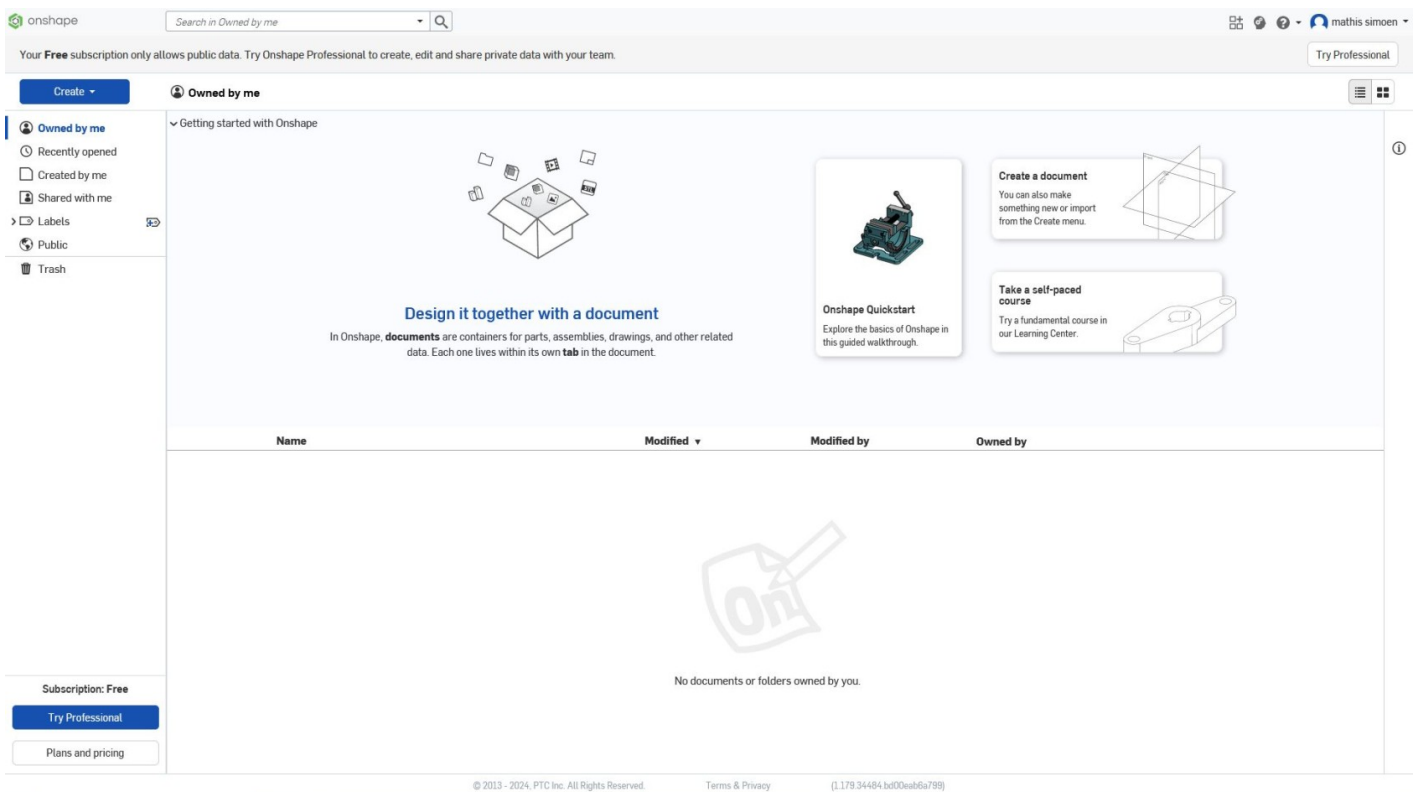 onshape
Search in Owned by me
mathis simoen
Your Free subscription only allows public data. Try Onshape Professional to create, edit and share private data with your team.
Try Professional
Create
Owned by me
Owned by me
Recently opened
Created by me
Shared with me
Labels
Public
Trash
Getting started with Onshape
Design it together with a document
In Onshape, documents are containers for parts, assemblies, drawings, and other related
data. Each one lives within its own tab in the document.
Onshape Quickstart
Explore the basics of Onshape in
this guided walkthrough.
Create a document
You can also make
something new or import
from the Create menu.
Take a self-paced
course
Try a fundamental course in
our Learning Center.
Name Modified Modified by Owned by
On
No documents or folders owned by you.
Subscription: Free
Try Professional
Plans and pricing
© 2013 - 2024, PTC Inc. All Rights Reserved. Terms & Privacy (1.179.34484.bd00eab6a799)